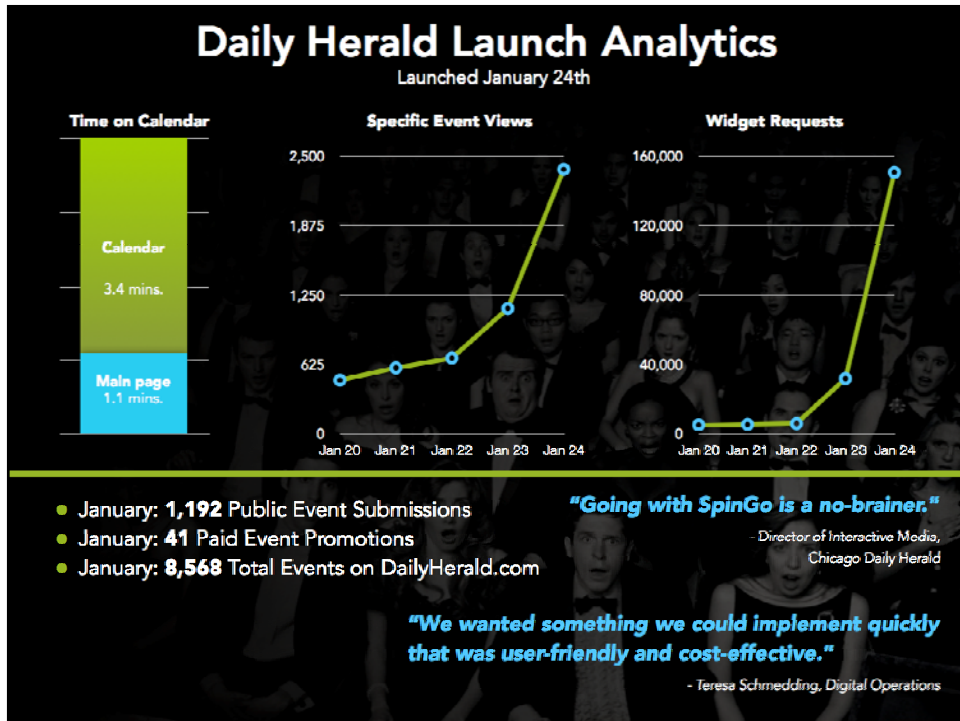 Daily Herald Launch Analytics
Launched January 24th
Time on Calendar
Calendar
3.4 mins.
Main page
1.1 mins.
Specific Event Views
2,500
1,875
1,250
625
0
Jan 20 Jan 21 Jan 22 Jan 23 Jan 24
Widget Requests
160,000
120,000
80,000
40,000
0
Jan 20 Jan 21 Jan 22 Jan 23 Jan 24
• January: 1,192 Public Event Submissions
• January: 41 Paid Event Promotions
• January: 8,568 Total Events on DailyHerald.com
"Going with SpinGo is a no-brainer."
- Director of Interactive Media,
Chicago Daily Herald
"We wanted something we could implement quickly
that was user-friendly and cost-effective."
- Teresa Schmedding, Digital Operations